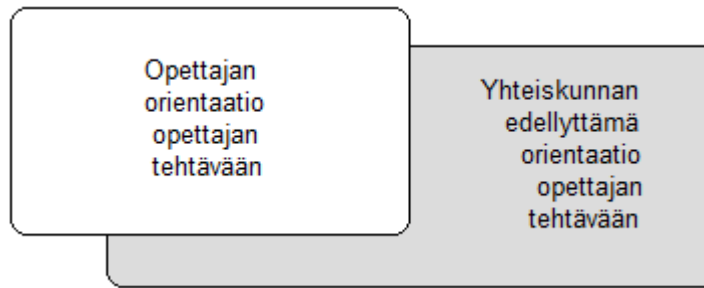 Opettajan
orientaatio
opettajan
tehtävään
Yhteiskunnan
edellyttämä
orientaatio
opettajan
tehtävään